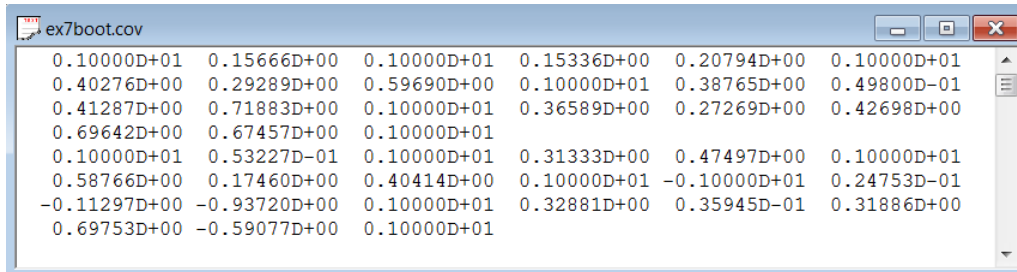 ex7boot.cov
0.10000D+01 0.15666D+00 0.10000D+01 0.15336D+00 0.20794D+00 0.10000D+01
0.40276D+00 0.29289D+00 0.59690D+00 0.10000D+01 0.38765D+00 0.49800D-01
0.41287D+00 0.71883D+00 0.10000D+01 0.36589D+00 0.27269D+00 0.42698D+00
0.69642D+00 0.67457D+00 0.10000D+01
0.10000D+01 0.53227D-01 0.10000D+01 0.31333D+00 0.47497D+00 0.10000D+01
0.58766D+00 0.17460D+00 0.40414D+00 0.10000D+01 -0.10000D+01 0.24753D-01
-0.11297D+00 -0.93720D+00 0.10000D+01 0.32881D+00 0.35945D-01 0.31886D+00
0.69753D+00 -0.59077D+00 0.10000D+01